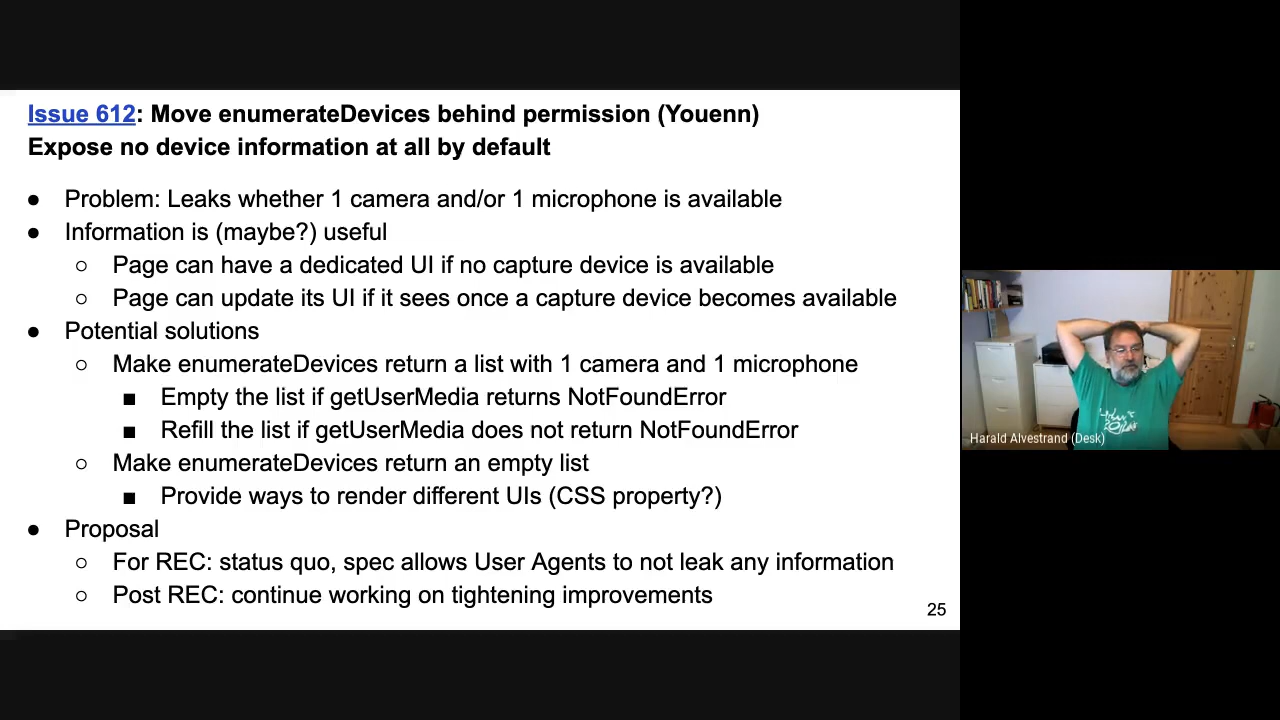 Issue 612: Move enumerateDevices behind permission (Youenn)
Expose no device information at all by default
● Problem: Leaks whether 1 camera and/or 1 microphone is available
● Information is (maybe?) useful
○ Page can have a dedicated UI if no capture device is available
○ Page can update its UI if it sees once a capture device becomes available
● Potential solutions
○ Make enumerateDevices return a list with 1 camera and 1 microphone
■ Empty the list if getUserMedia returns NotFoundError
■ Refill the list if getUserMedia does not return NotFoundError
○ Make enumerateDevices return an empty list
■ Provide ways to render different UIs (CSS property?)
● Proposal
○ For REC: status quo, spec allows User Agents to not leak any information
○ Post REC: continue working on tightening improvements
25
Harald Alvestrand (Desk)